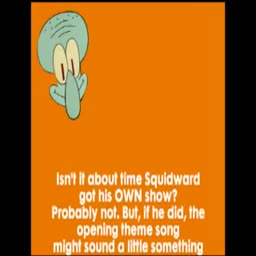 Isn't it about time Squidward
got his OWN show?
Probably not. But, if he did, the
opening theme song
might sound a little something